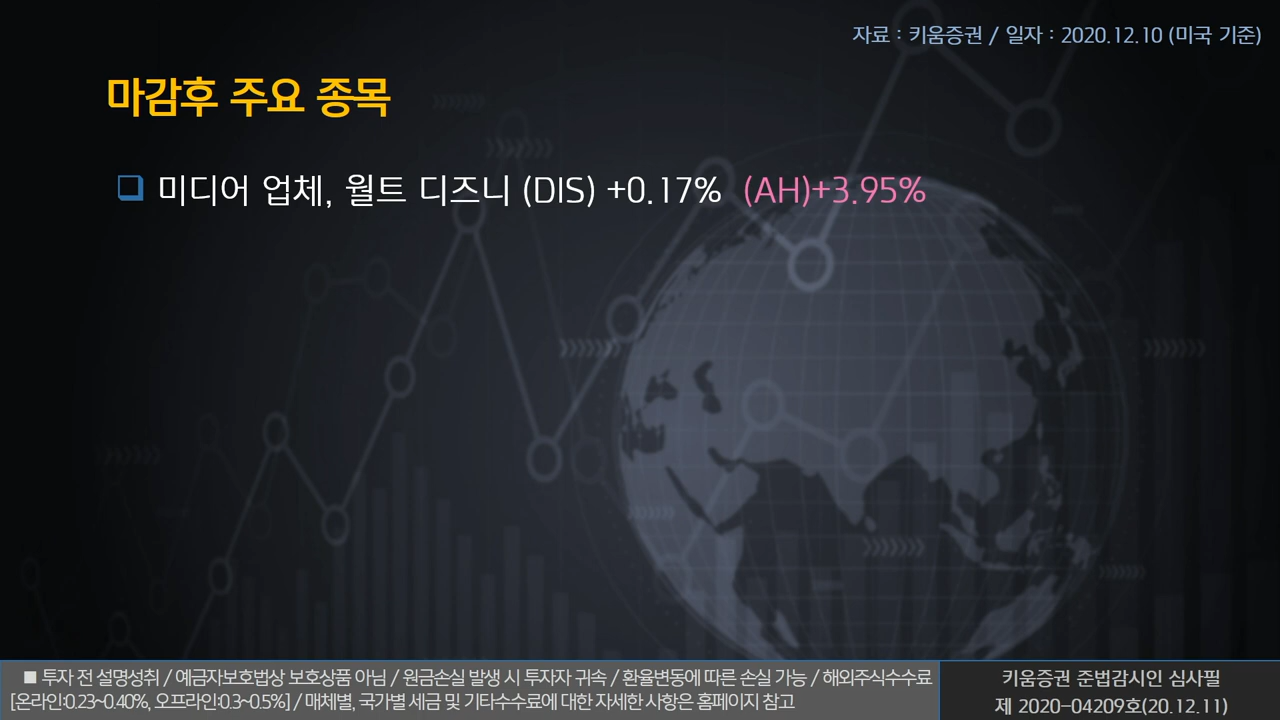 자료 : 키움증권 / 일자 : 2020.12.10 (미국 기준)
마감후 주요 종목
❑ 미디어 업체, 월트 디즈니 (DIS) +0.17% (AH)+3.95%
■ 투자 전 설명성취 / 예금자보호법상 보호상품 아님 / 원금손실 발생 시 투자자 귀속 / 환율변동에 따른 손실 가능 / 해외주식수수료
[온라인:0.23~0.40%, 오프라인:0.3~0.5%] / 매체별, 국가별 세금 및 기타수수료에 대한 자세한 사항은 홈페이지 참고
키움증권 준법감시인 심사필
제 2020-04209호(20.12.11)